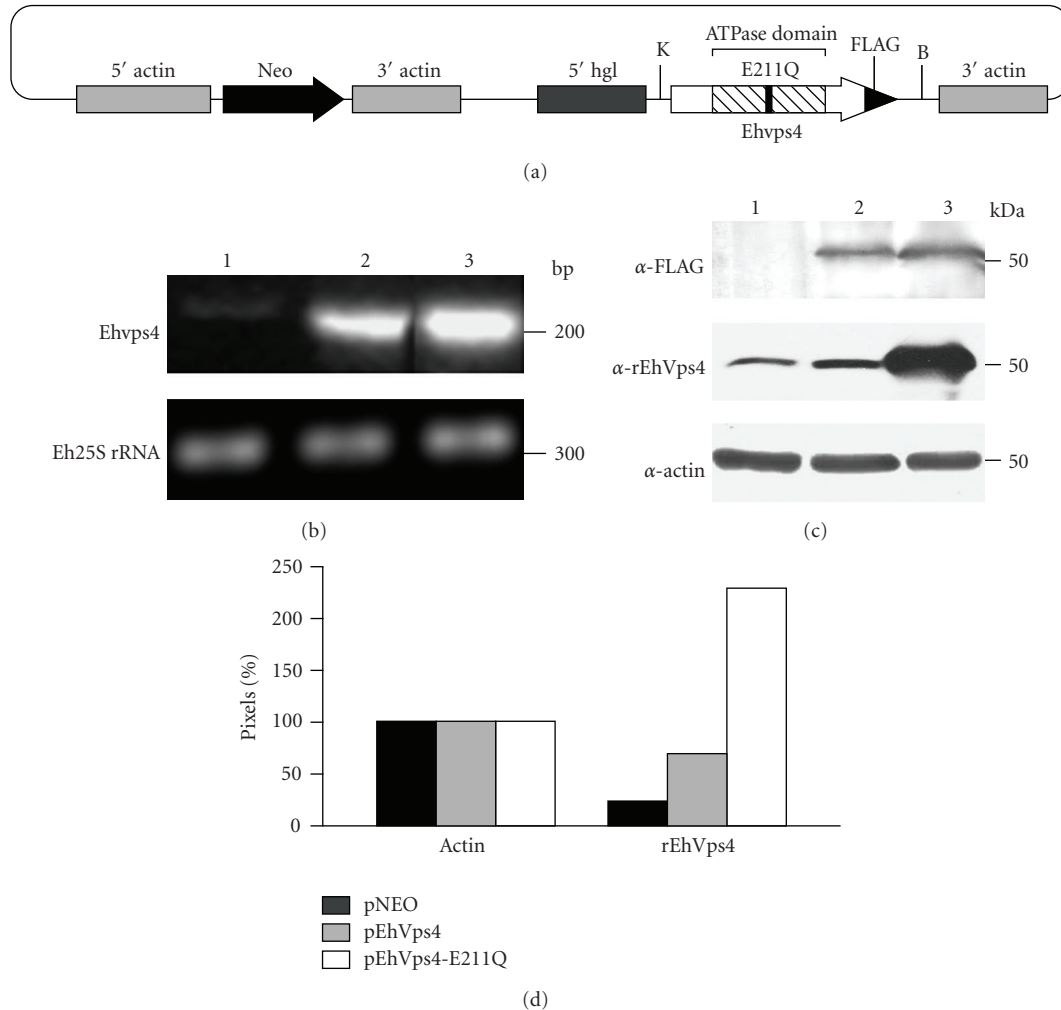 ATPase domain
5′ actin Neo 3′ actin 5′ hgl K E211Q FLAG B 3′ actin
Ehvps4
(a)
1 2 3 bp
Ehvps4
200
Eh25S rRNA
300
(b)
1 2 3 kDa
α-FLAG
50
α-rEhVps4
50
α-actin
50
(c)
250
200
150
100
50
0
Pixels (%)
Actin rEhVps4
pNEO
pEhVps4
pEhVps4-E211Q
(d)